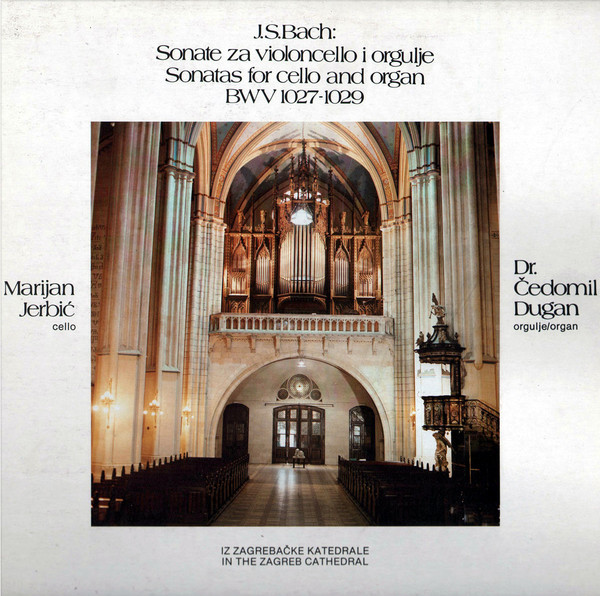 J.S.Bach:
Sonate za violoncello i orgulje
Sonatas for cello and organ
BWV 1027-1029
Marijan
Jerbić
cello
Dr.
Čedomil
Dugan
orgulje/organ
IZ ZAGREBAČKE KATEDRALE
IN THE ZAGREB CATHEDRAL